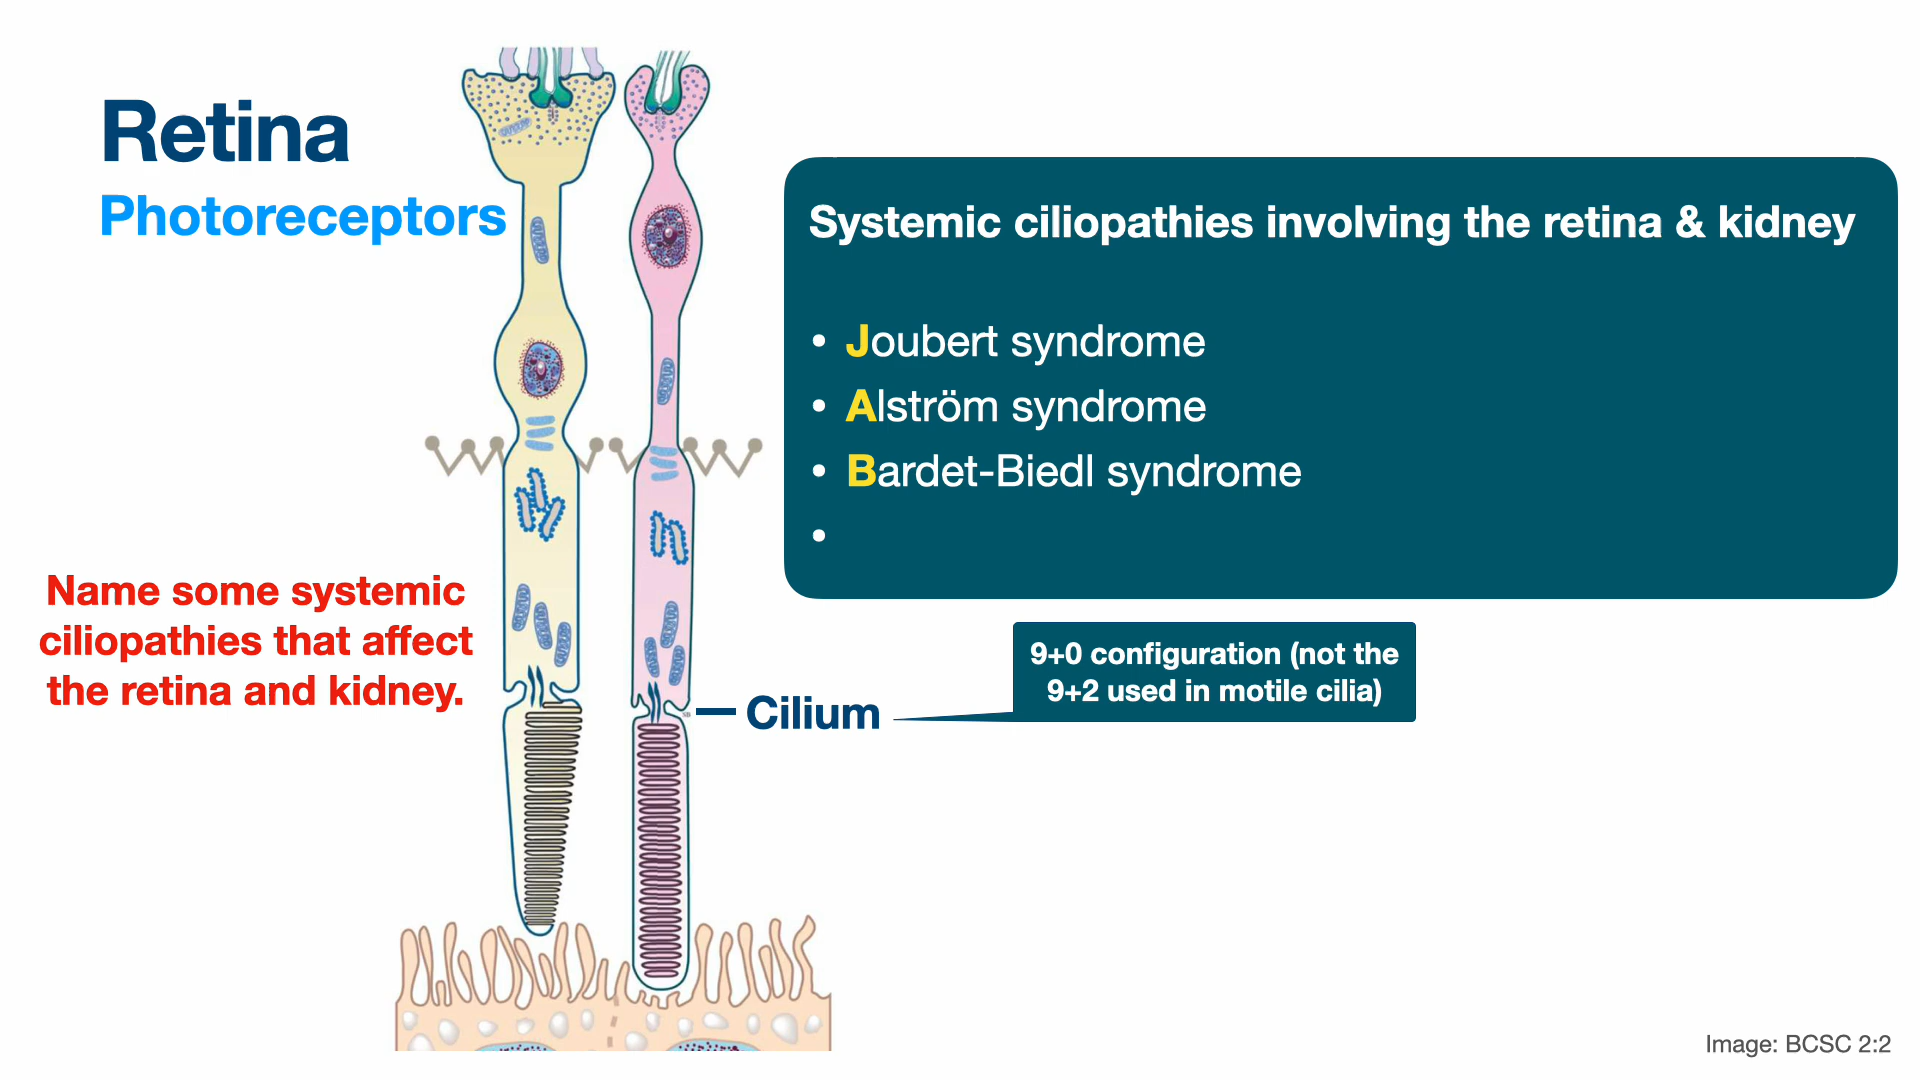 Retina
Photoreceptors
Systemic ciliopathies involving the retina & kidney
• Joubert syndrome
• Alström syndrome
• Bardet-Biedl syndrome
•
Name some systemic
ciliopathies that affect
the retina and kidney.
9+0 configuration (not the
9+2 used in motile cilia)
Cilium
Image: BCSC 2:2